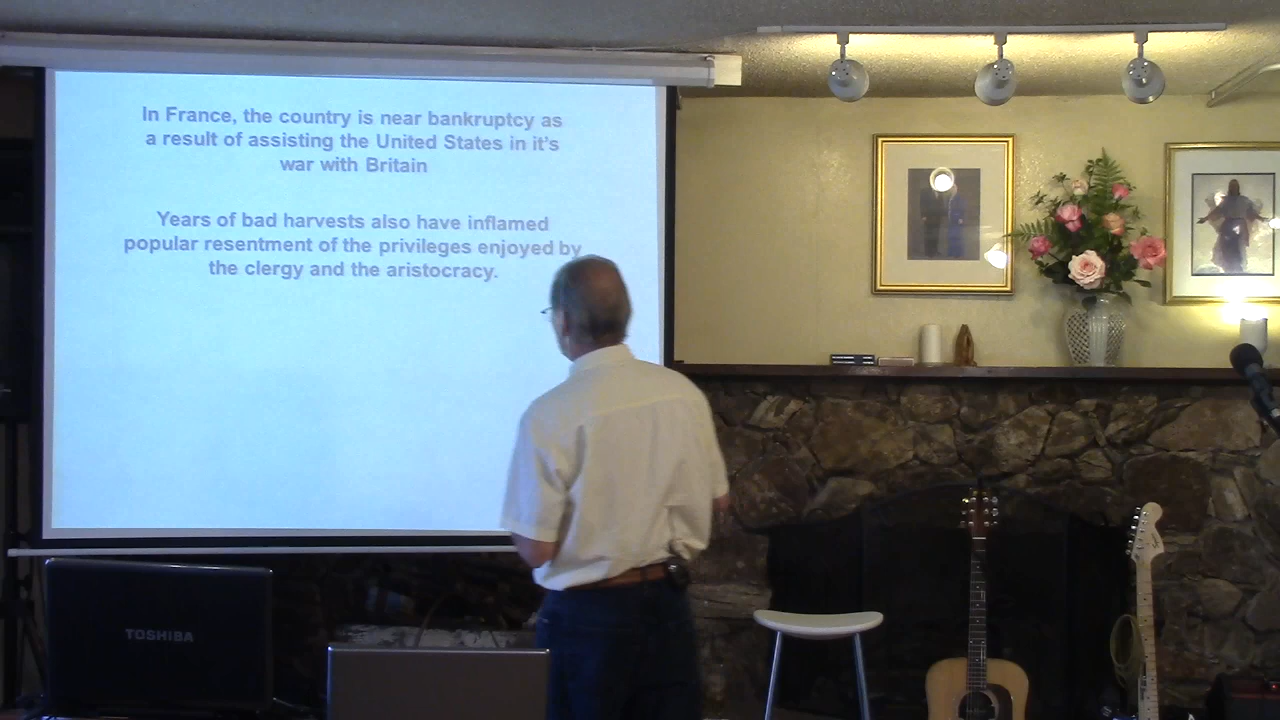 In France, the country is near bankruptcy as
a result of assisting the United States in it's
war with Britain
Years of bad harvests also have inflamed
popular resentment of the privileges enjoyed by
the clergy and the aristocracy.
TOSHIBA